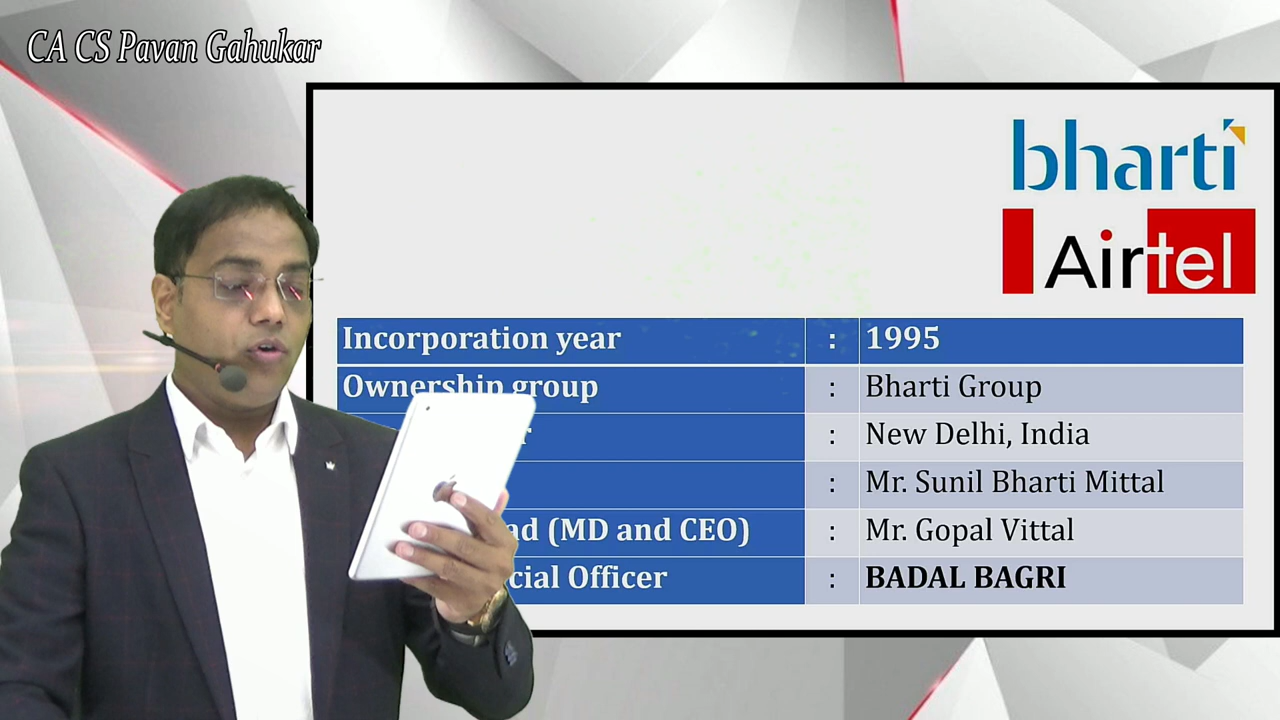 CA CS Pavan Gahukar
bharti
Airtel
Incorporation year : 1995
Ownership group : Bharti Group
: New Delhi, India
: Mr. Sunil Bharti Mittal
(MD and CEO) : Mr. Gopal Vittal
Officer : BADAL BAGRI